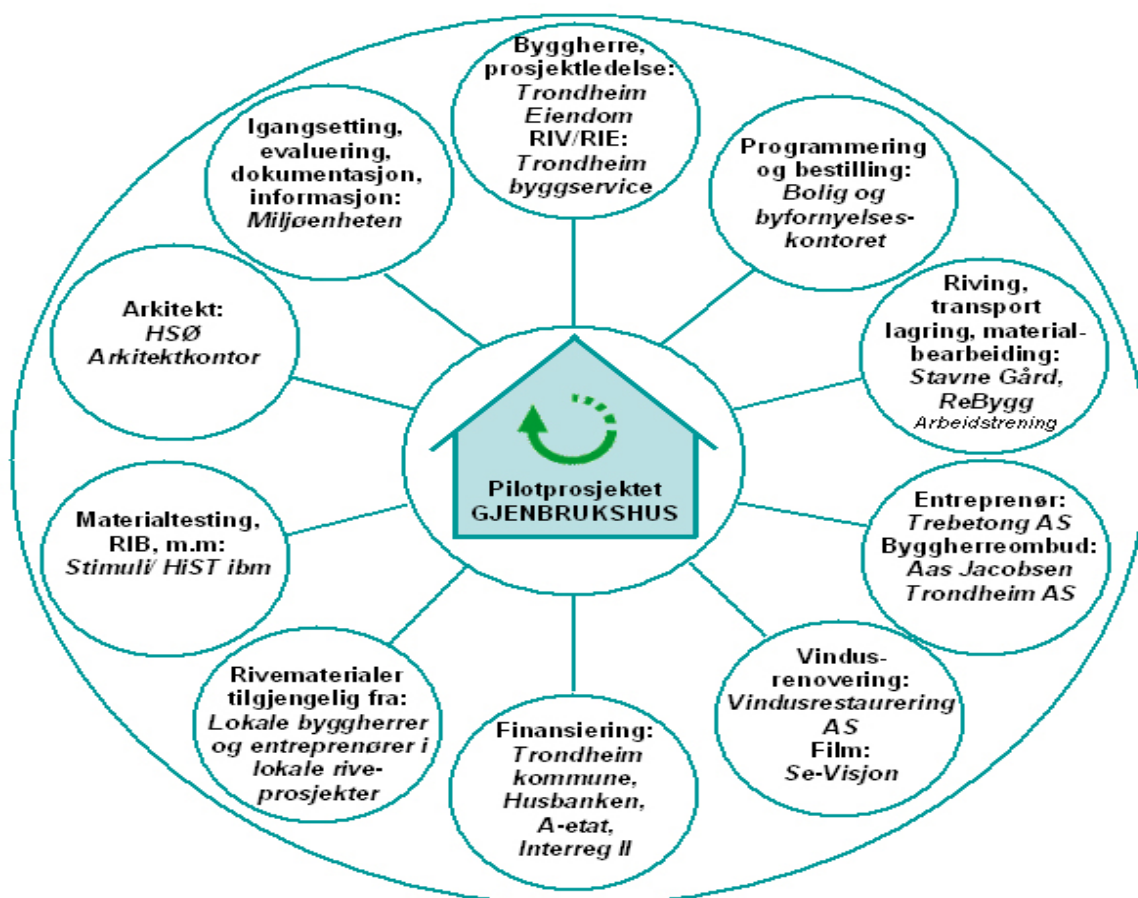 Byggherre,
prosjektledelse:
Trondheim
Eiendom
RIV/RIE:
Trondheim
byggservice
Programmering
og bestilling:
Bolig og
byfornyelses-
kontoret
Riving,
transport
lagring, material-
bearbeiding:
Stavne Gård,
ReBygg
Arbeidstrening
Entreprenør:
Trebetong AS
Byggherreombud:
Aas Jacobsen
Trondheim AS
Vindus-
renovering:
Vindusrestaurering
AS
Film:
Se-Visjon
Finansiering:
Trondheim
kommune,
Husbanken,
A-etat,
Interreg II
Rivematerialer
tilgjengelig fra:
Lokale byggherrer
og entreprenører i
lokale rive-
prosjekter
Materialtesting,
RIB, m.m:
Stimuli/ HiST ibm
Arkitekt:
HSØ
Arkitektkontor
Igangsetting,
evaluering,
dokumentasjon,
informasjon:
Miljøenheten
Pilotprosjektet
GJENBRUKSHUS